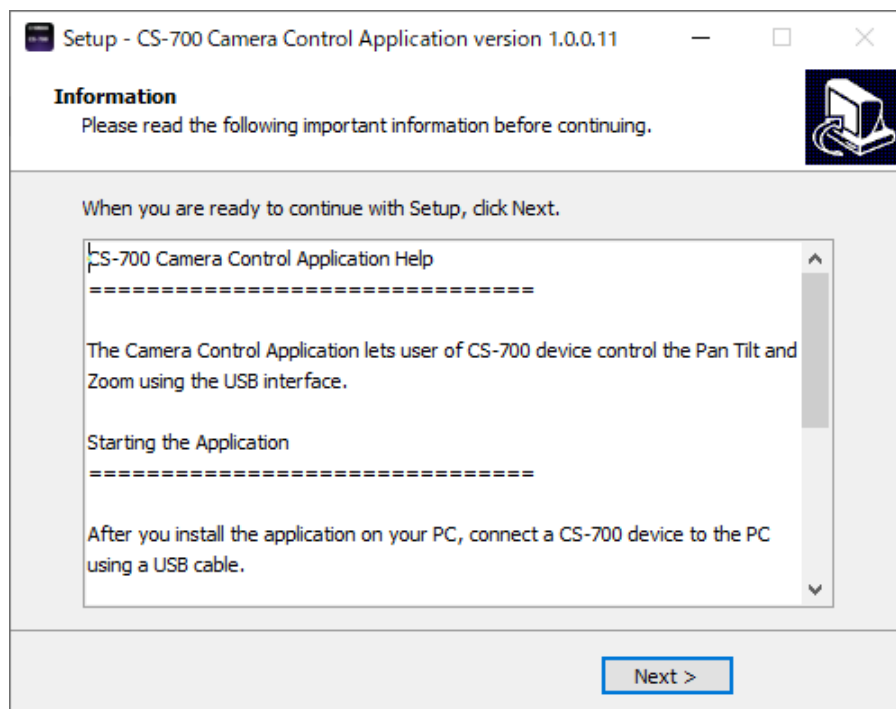 Setup - CS-700 Camera Control Application version 1.0.0.11
Information
Please read the following important information before continuing.
When you are ready to continue with Setup, click Next.
CS-700 Camera Control Application Help
===============================
The Camera Control Application lets user of CS-700 device control the Pan Tilt and
Zoom using the USB interface.
Starting the Application
===============================
After you install the application on your PC, connect a CS-700 device to the PC
using a USB cable.
Next >